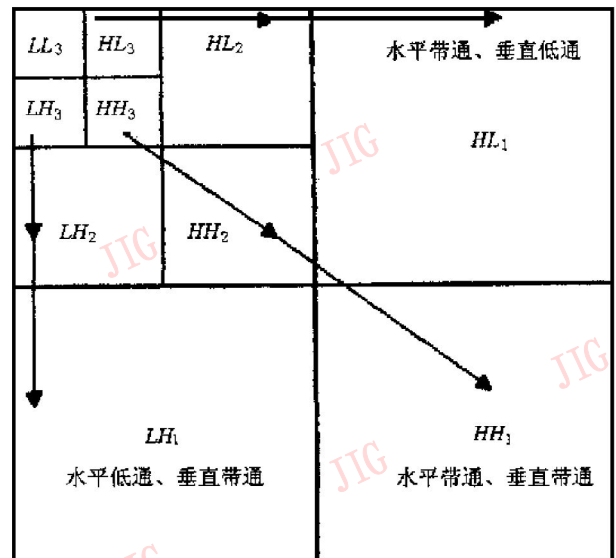 LL₃ HL₃ HL₂
水平带通、垂直低通
LH₃ HH₃
JIG
HL₁
LH₂ HH₂
JIG
JIG
LH₁
水平低通、垂直带通
HH₁
水平带通、垂直带通
JIG
JIG